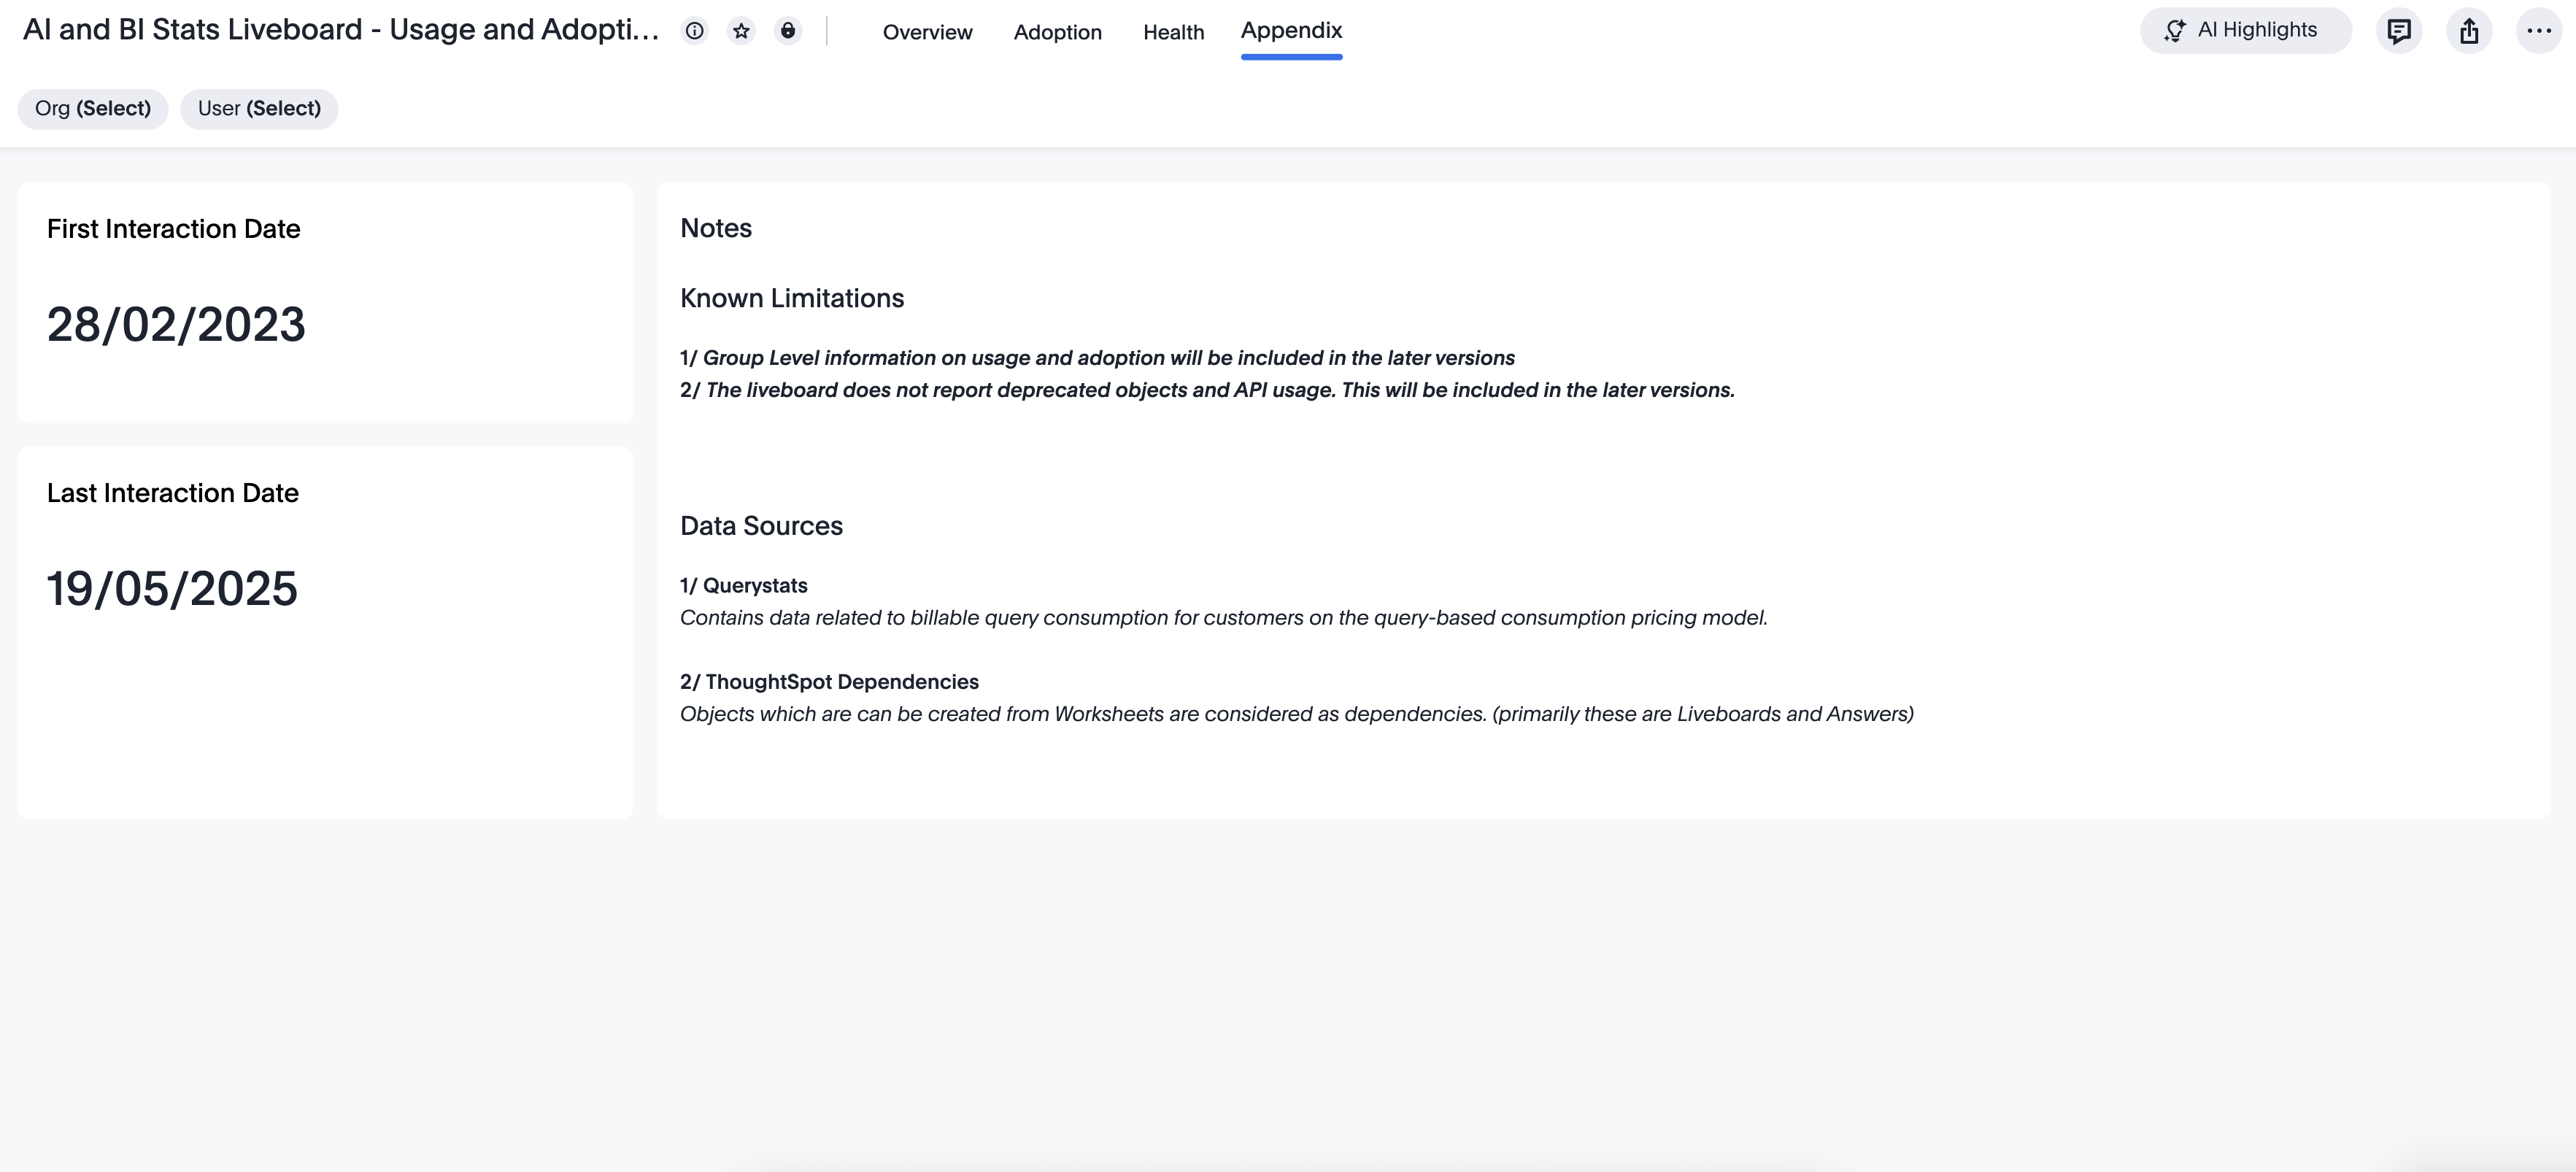 AI and BI Stats Liveboard - Usage and Adopti...
Overview
Adoption
Health
Appendix
AI Highlights
Org (Select)
User (Select)
First Interaction Date
28/02/2023
Last Interaction Date
19/05/2025
Notes
Known Limitations
1/ Group Level information on usage and adoption will be included in the later versions
2/ The liveboard does not report deprecated objects and API usage. This will be included in the later versions.
Data Sources
1/ Querystats
Contains data related to billable query consumption for customers on the query-based consumption pricing model.
2/ ThoughtSpot Dependencies
Objects which are can be created from Worksheets are considered as dependencies. (primarily these are Liveboards and Answers)